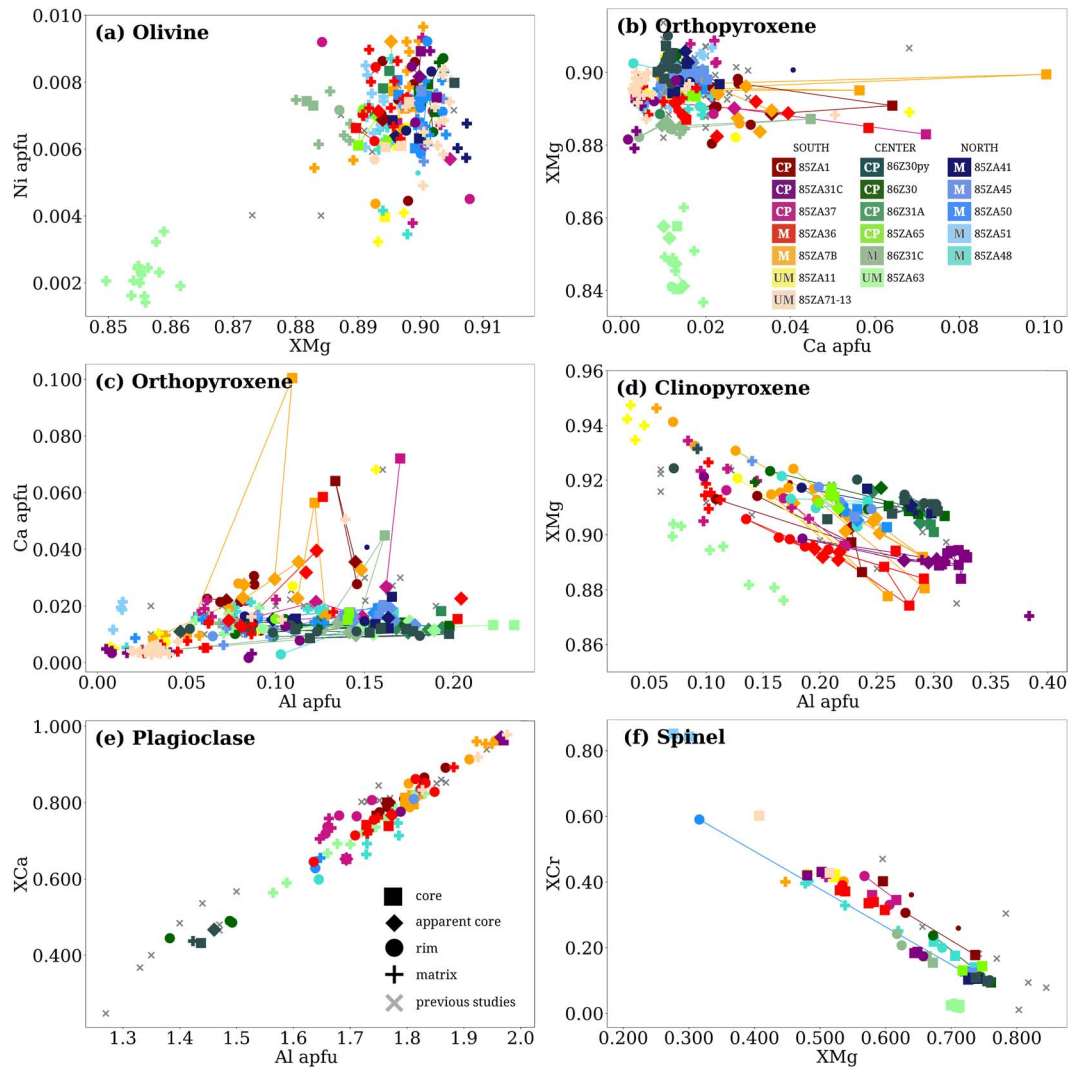 (a) Olivine
0.010
0.008
0.006
0.004
0.002
Ni apfu
0.85 0.86 0.87 0.88 0.89 0.90 0.91
XMg
(b) Orthopyroxene
0.90
0.88
0.86
0.84
XMg
0.00 0.02 0.04 0.06 0.08 0.10
Ca apfu
SOUTH CENTER NORTH
CP 85ZA1 CP 86Z30py M 85ZA41
CP 85ZA31C CP 86Z30 M 85ZA45
CP 85ZA37 CP 86Z31A M 85ZA50
M 85ZA36 CP 85ZA65 M 85ZA51
M 85ZA7B M 86Z31C M 85ZA48
UM 85ZA11 UM 85ZA63
UM 85ZA71-13
(c) Orthopyroxene
0.100
0.080
0.060
0.040
0.020
0.000
Ca apfu
0.00 0.05 0.10 0.15 0.20
Al apfu
(d) Clinopyroxene
0.96
0.94
0.92
0.90
0.88
0.86
XMg
0.05 0.10 0.15 0.20 0.25 0.30 0.35 0.40
Al apfu
(e) Plagioclase
1.000
0.800
0.600
0.400
XCa
1.3 1.4 1.5 1.6 1.7 1.8 1.9 2.0
Al apfu
core
apparent core
rim
matrix
previous studies
(f) Spinel
0.80
0.60
0.40
0.20
0.00
XCr
0.200 0.300 0.400 0.500 0.600 0.700 0.800
XMg